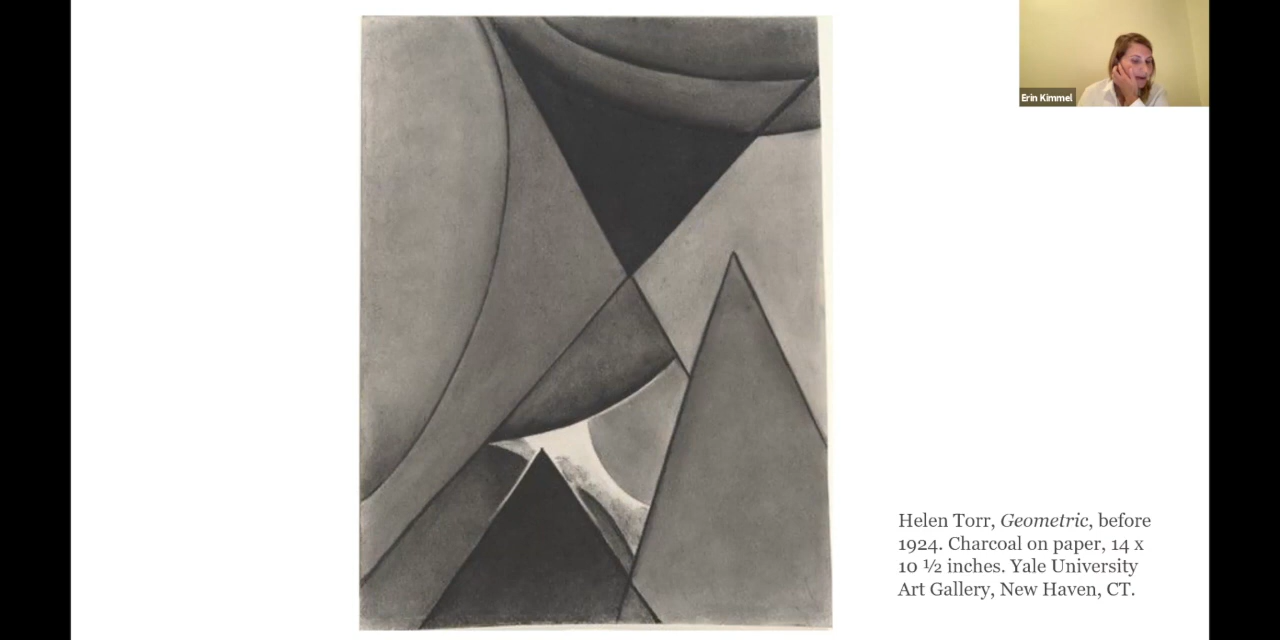 Erin Kimmel
Helen Torr, Geometric, before
1924. Charcoal on paper, 14 x
10 ½ inches. Yale University
Art Gallery, New Haven, CT.